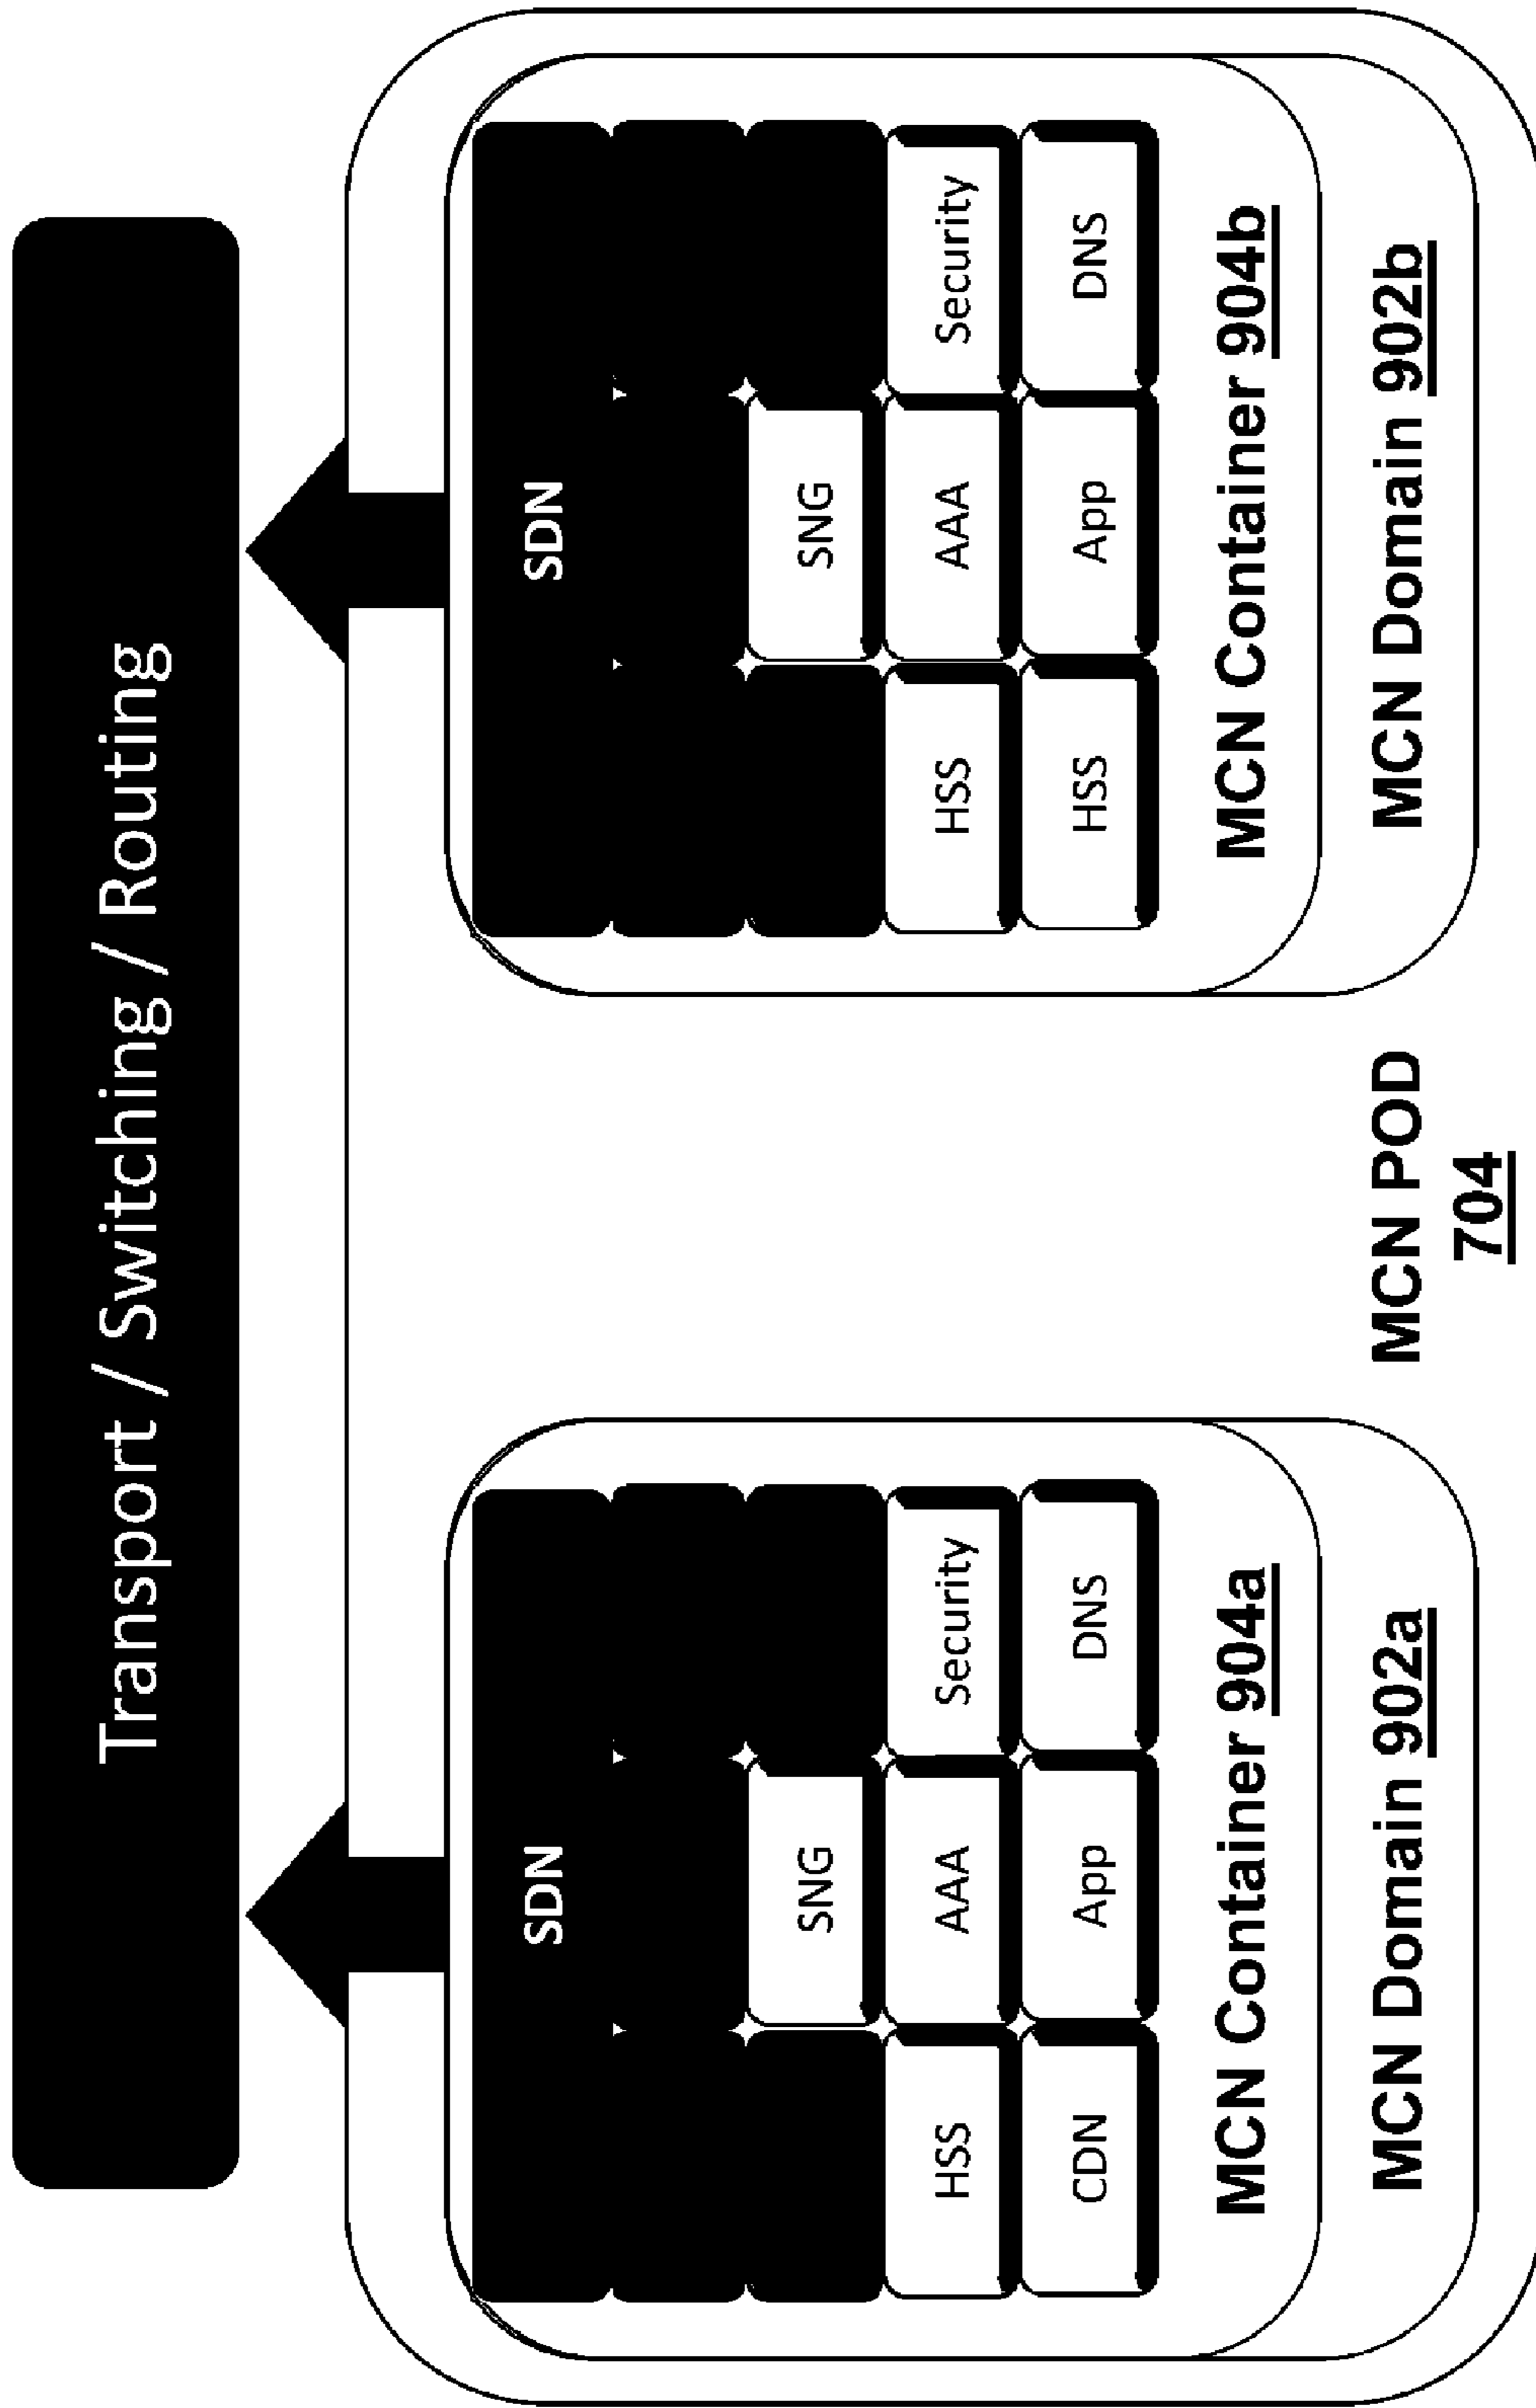 Transport / Switching / Routing
SDN
SNG
HSS
AAA
Security
CDN
App
DNS
MCN Container 904a
MCN Domain 902a
SDN
SNG
HSS
AAA
Security
HSS
App
DNS
MCN Container 904b
MCN Domain 902b
MCN POD
704